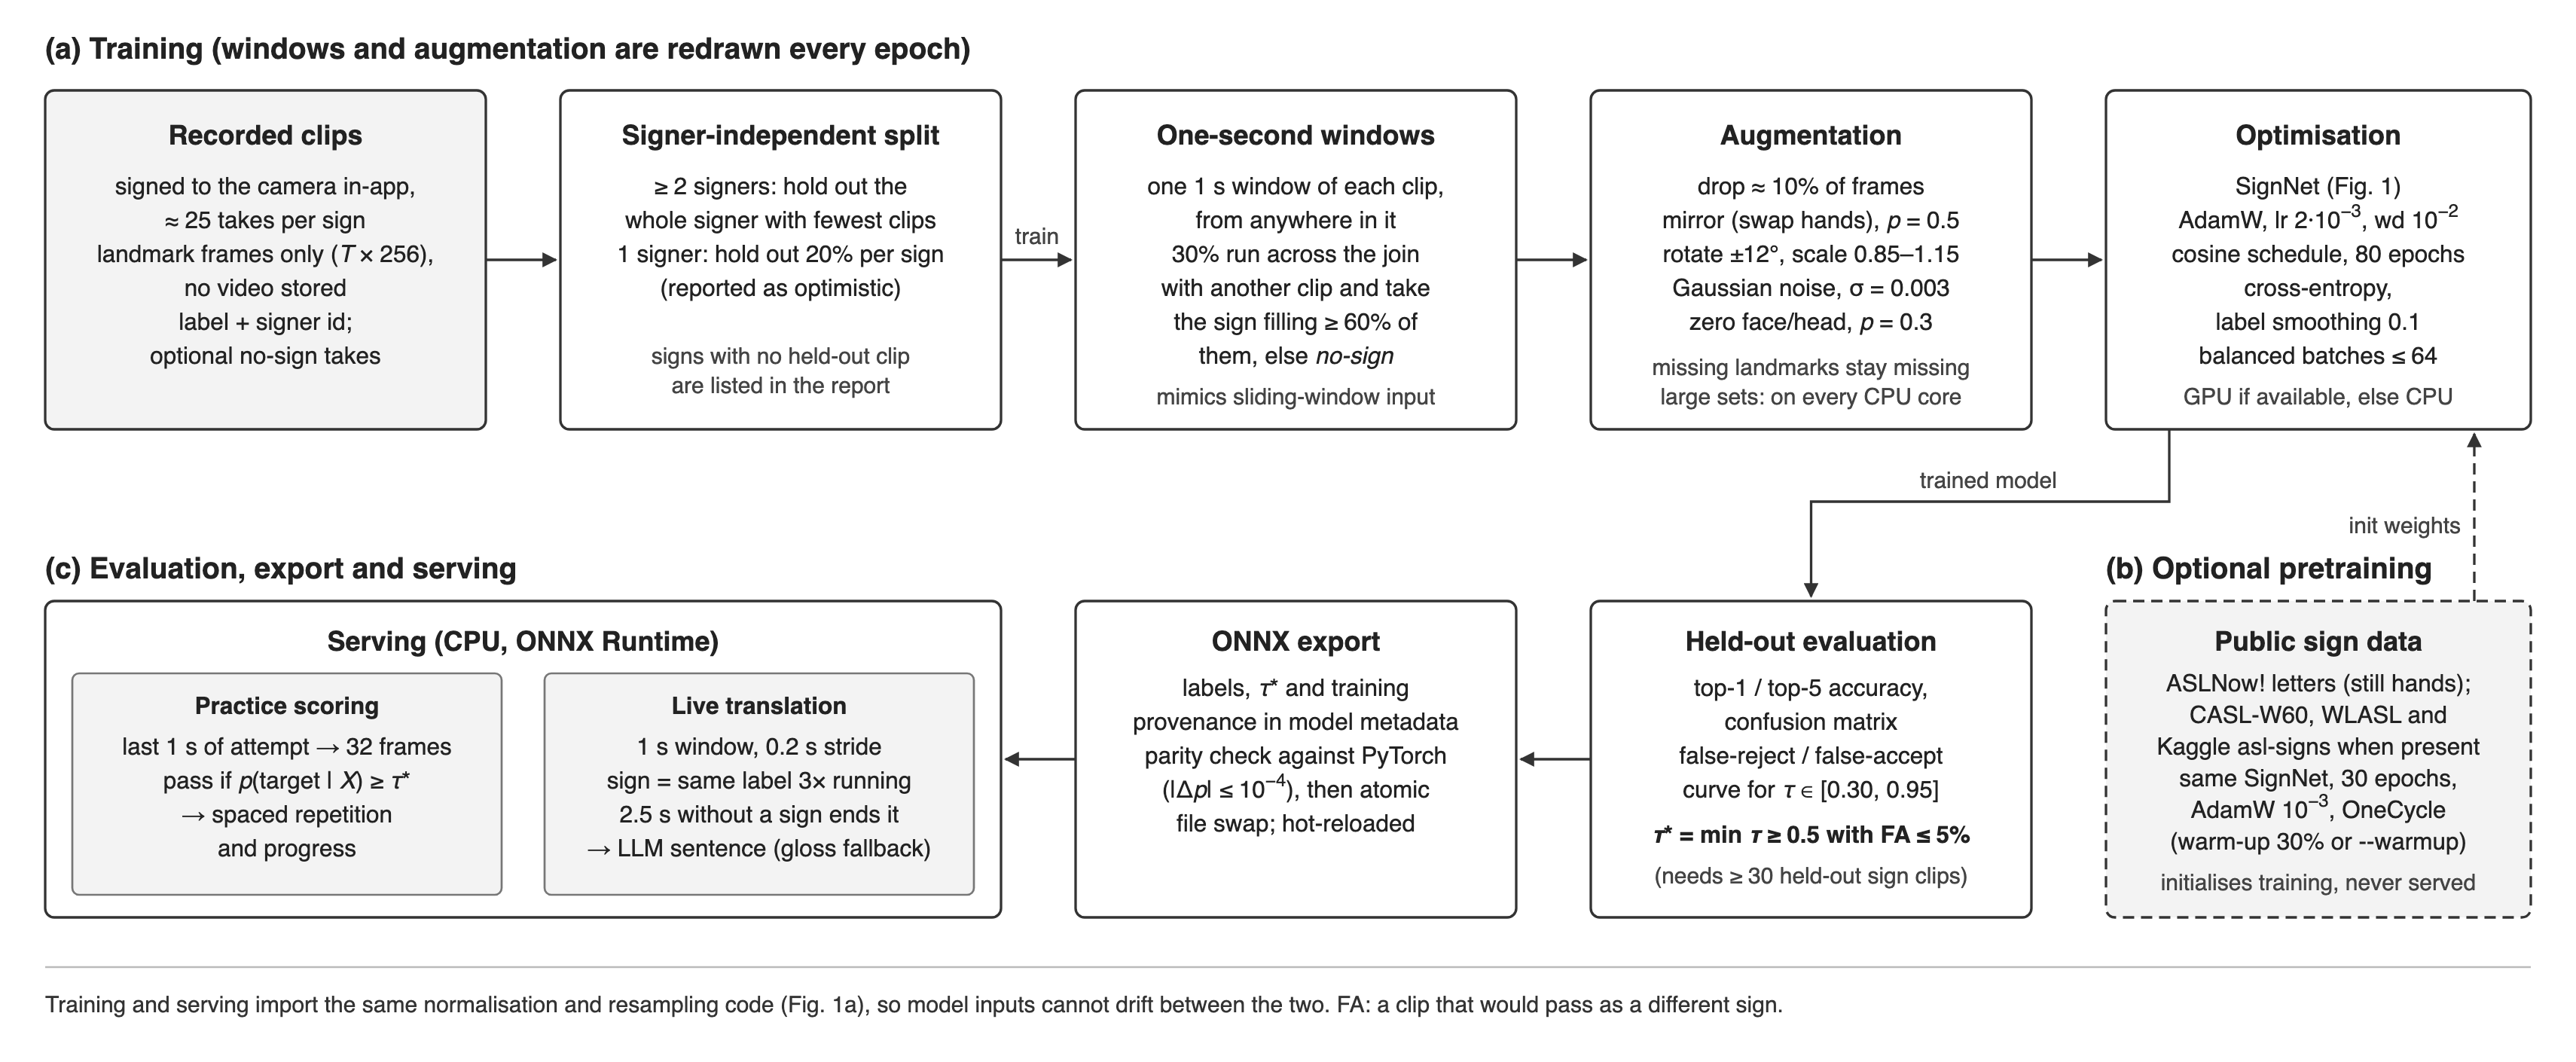 (a) Training (windows and augmentation are redrawn every epoch)
Recorded clips
signed to the camera in-app,
≈ 25 takes per sign
landmark frames only (T × 256),
no video stored
label + signer id;
optional no-sign takes
Signer-independent split
≥ 2 signers: hold out the
whole signer with fewest clips
1 signer: hold out 20% per sign
(reported as optimistic)
signs with no held-out clip
are listed in the report
train
One-second windows
one 1 s window of each clip,
from anywhere in it
30% run across the join
with another clip and take
the sign filling ≥ 60% of
them, else no-sign
mimics sliding-window input
Augmentation
drop ≈ 10% of frames
mirror (swap hands), p = 0.5
rotate ±12°, scale 0.85–1.15
Gaussian noise, σ = 0.003
zero face/head, p = 0.3
missing landmarks stay missing
large sets: on every CPU core
Optimisation
SignNet (Fig. 1)
AdamW, lr 2·10⁻³, wd 10⁻²
cosine schedule, 80 epochs
cross-entropy,
label smoothing 0.1
balanced batches ≤ 64
GPU if available, else CPU
trained model
init weights
(c) Evaluation, export and serving
Serving (CPU, ONNX Runtime)
Practice scoring
last 1 s of attempt → 32 frames
pass if p(target | X) ≥ τ*
→ spaced repetition
and progress
Live translation
1 s window, 0.2 s stride
sign = same label 3× running
2.5 s without a sign ends it
→ LLM sentence (gloss fallback)
ONNX export
labels, τ* and training
provenance in model metadata
parity check against PyTorch
(|Δp| ≤ 10⁻⁴), then atomic
file swap; hot-reloaded
Held-out evaluation
top-1 / top-5 accuracy,
confusion matrix
false-reject / false-accept
curve for τ ∈ [0.30, 0.95]
τ* = min τ ≥ 0.5 with FA ≤ 5%
(needs ≥ 30 held-out sign clips)
(b) Optional pretraining
Public sign data
ASLNow! letters (still hands);
CASL-W60, WLASL and
Kaggle asl-signs when present
same SignNet, 30 epochs,
AdamW 10⁻³, OneCycle
(warm-up 30% or --warmup)
initialises training, never served
Training and serving import the same normalisation and resampling code (Fig. 1a), so model inputs cannot drift between the two. FA: a clip that would pass as a different sign.